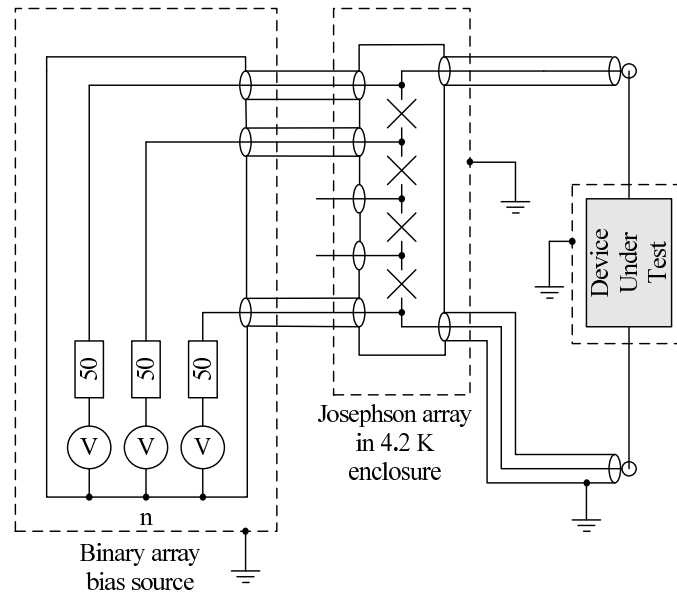 50
50
50
V
V
V
n
Binary array
bias source
Josephson array
in 4.2 K
enclosure
Device
Under
Test